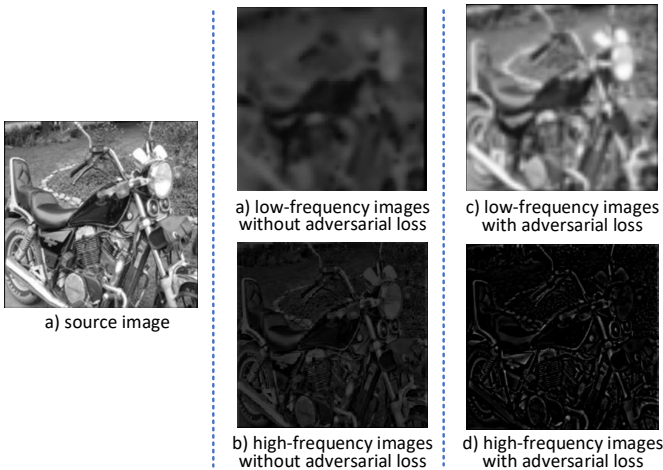 a) source image
a) low-frequency images
without adversarial loss
b) high-frequency images
without adversarial loss
c) low-frequency images
with adversarial loss
d) high-frequency images
with adversarial loss